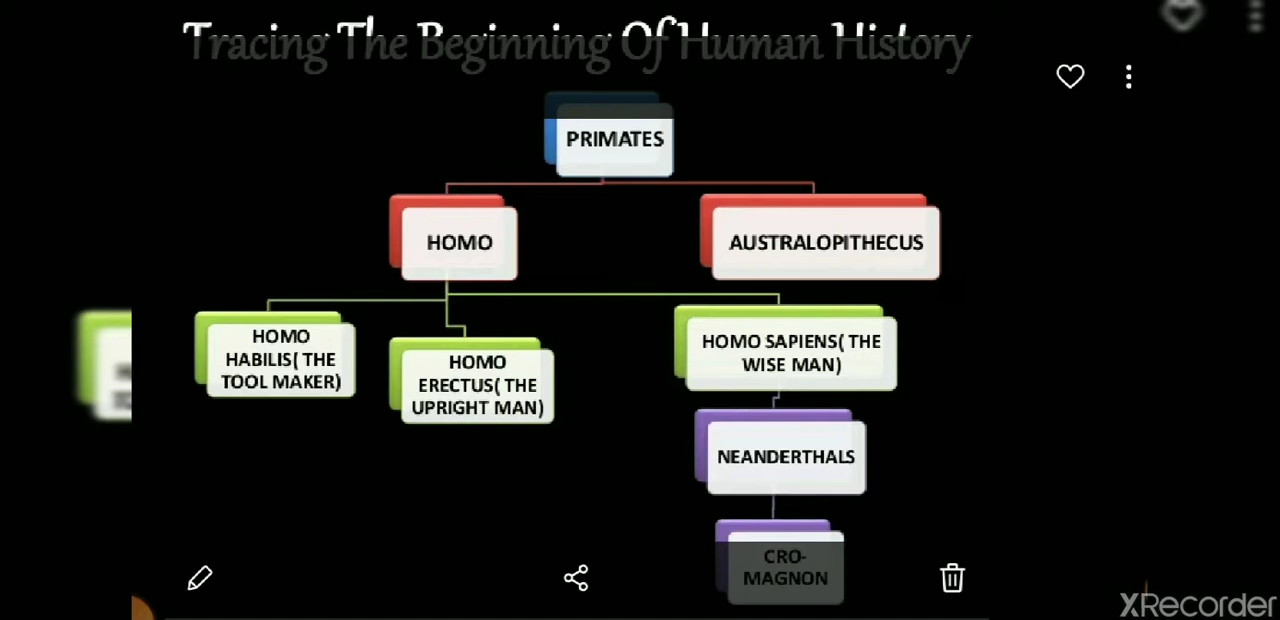 Tracing The Beginning Of Human History
PRIMATES
HOMO
AUSTRALOPITHECUS
HOMO
HABILIS( THE
TOOL MAKER)
HOMO
ERECTUS( THE
UPRIGHT MAN)
HOMO SAPIENS( THE
WISE MAN)
NEANDERTHALS
CRO-
MAGNON
XRecorder